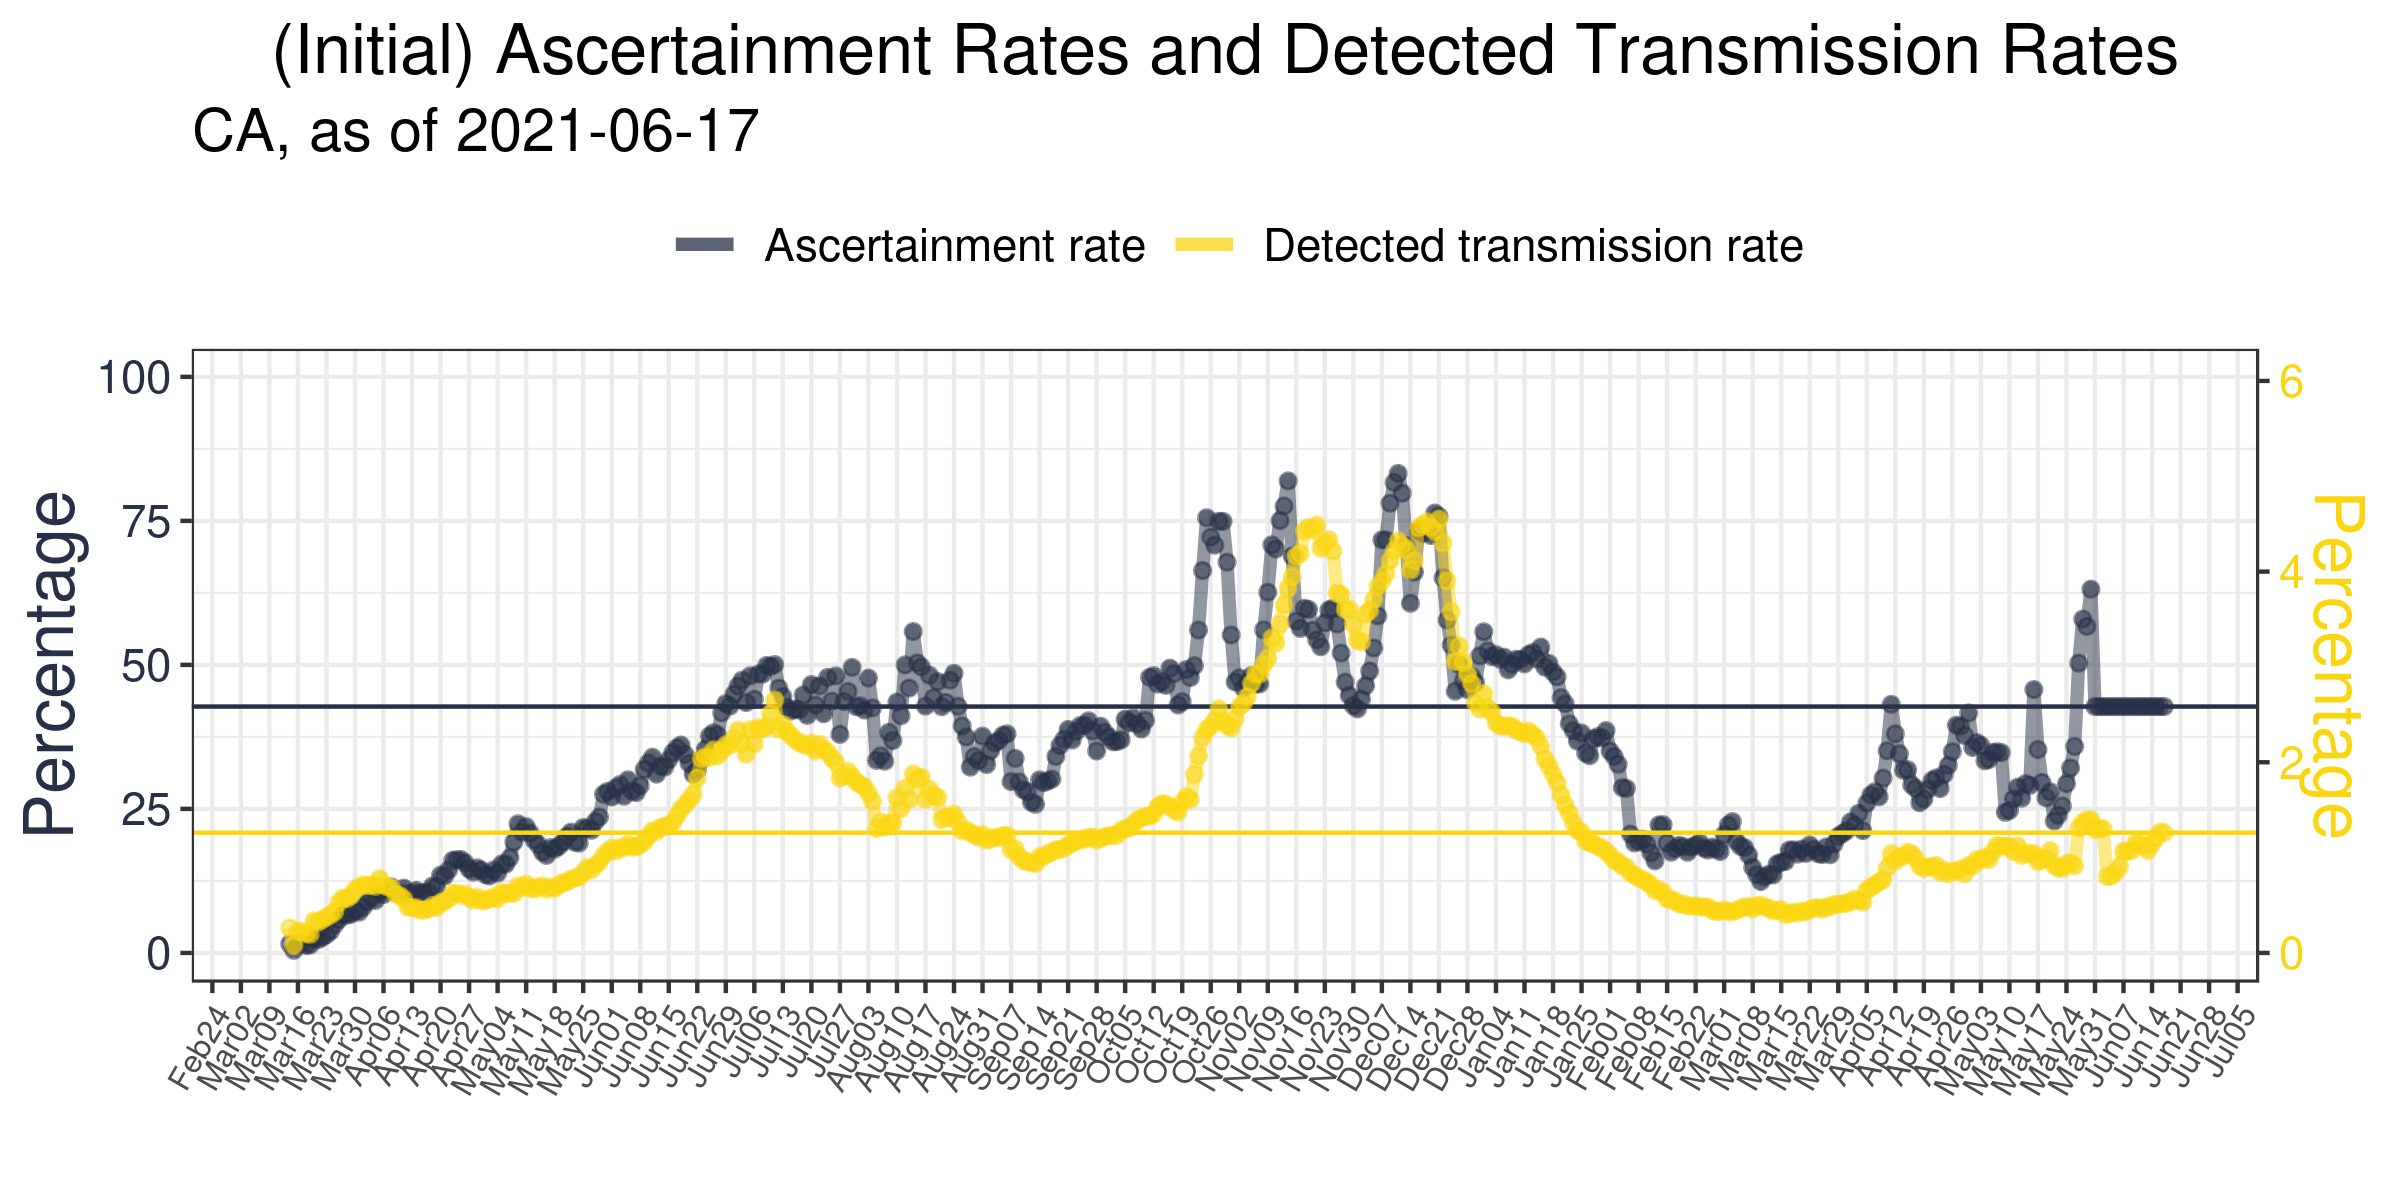 (Initial) Ascertainment Rates and Detected Transmission Rates
CA, as of 2021-06-17
Ascertainment rate Detected transmission rate
Percentage
100
75
50
25
0
6
4
2
0
Percentage
Feb24 Mar02 Mar09 Mar16 Mar23 Mar30 Apr06 Apr13 Apr20 Apr27 May04 May11 May18 May25 Jun01 Jun08 Jun15 Jun22 Jun29 Jul06 Jul13 Jul20 Jul27 Aug03 Aug10 Aug17 Aug24 Aug31 Sep07 Sep14 Sep21 Sep28 Oct05 Oct12 Oct19 Oct26 Nov02 Nov09 Nov16 Nov23 Nov30 Dec07 Dec14 Dec21 Dec28 Jan04 Jan11 Jan18 Jan25 Feb01 Feb08 Feb15 Feb22 Mar01 Mar08 Mar15 Mar22 Mar29 Apr05 Apr12 Apr19 Apr26 May03 May10 May17 May24 May31 Jun07 Jun14 Jun21 Jun28 Jul05